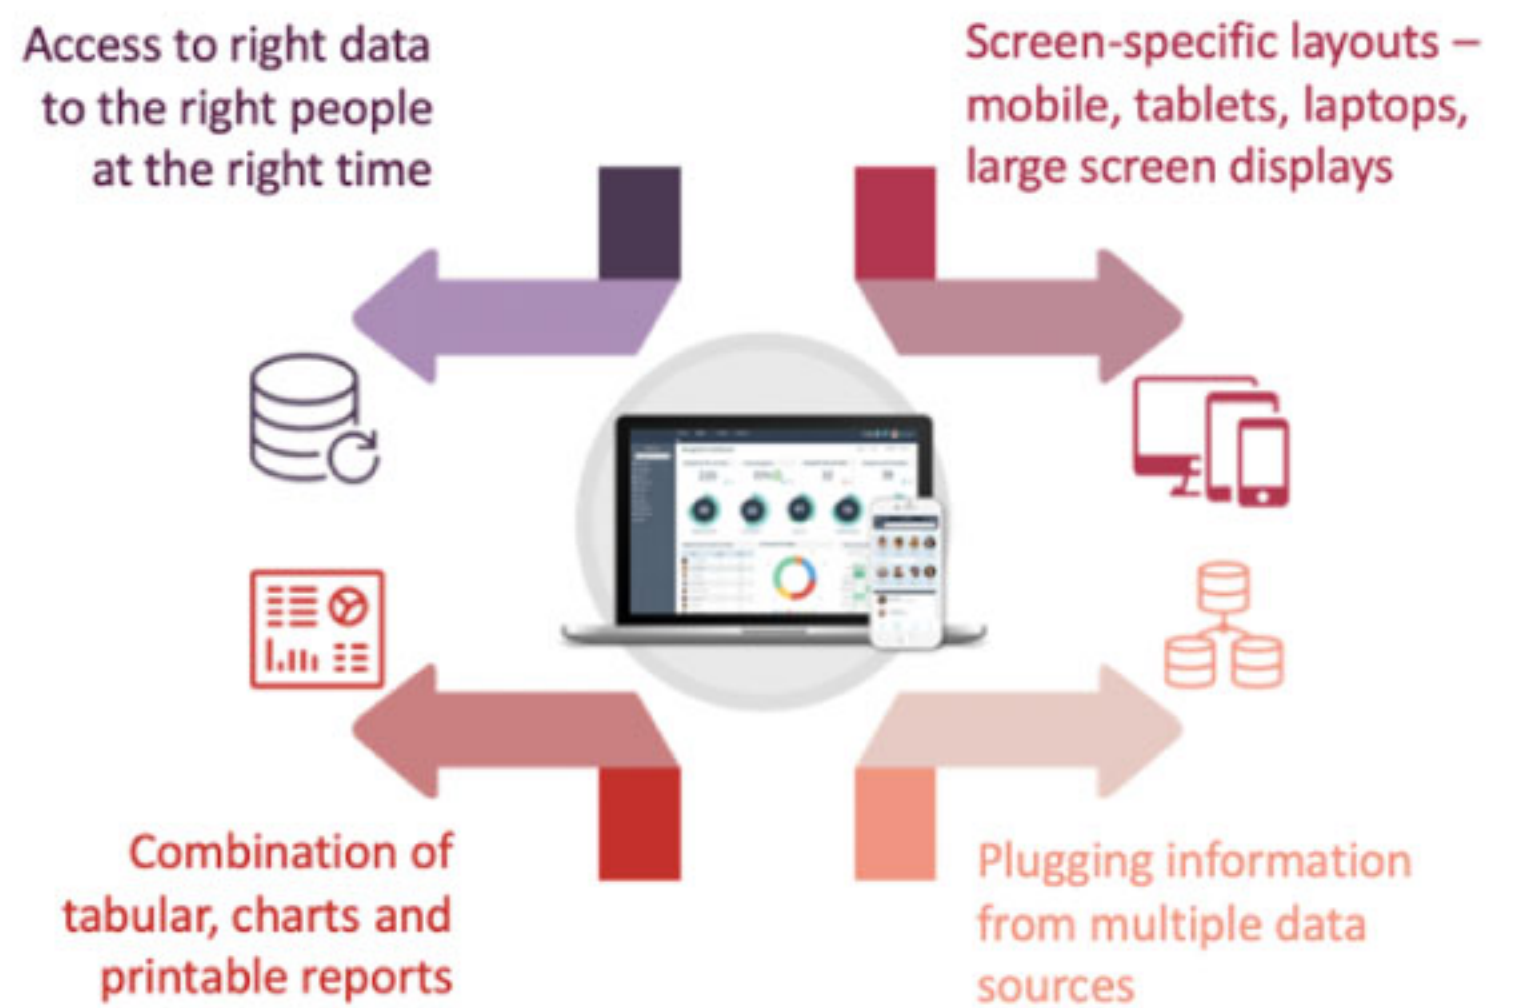 Access to right data
to the right people
at the right time
Screen-specific layouts –
mobile, tablets, laptops,
large screen displays
Combination of
tabular, charts and
printable reports
Plugging information
from multiple data
sources